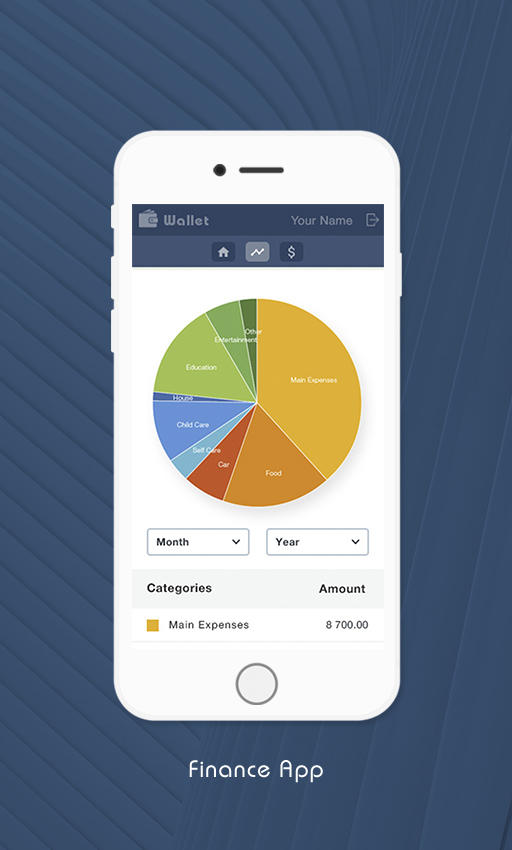 Wallet
Your Name
$
Other
Entertainment
Main Expenses
Education
House
Child Care
Self Care
Car
Food
Month
Year
Categories
Amount
Main Expenses
8 700.00
Finance App